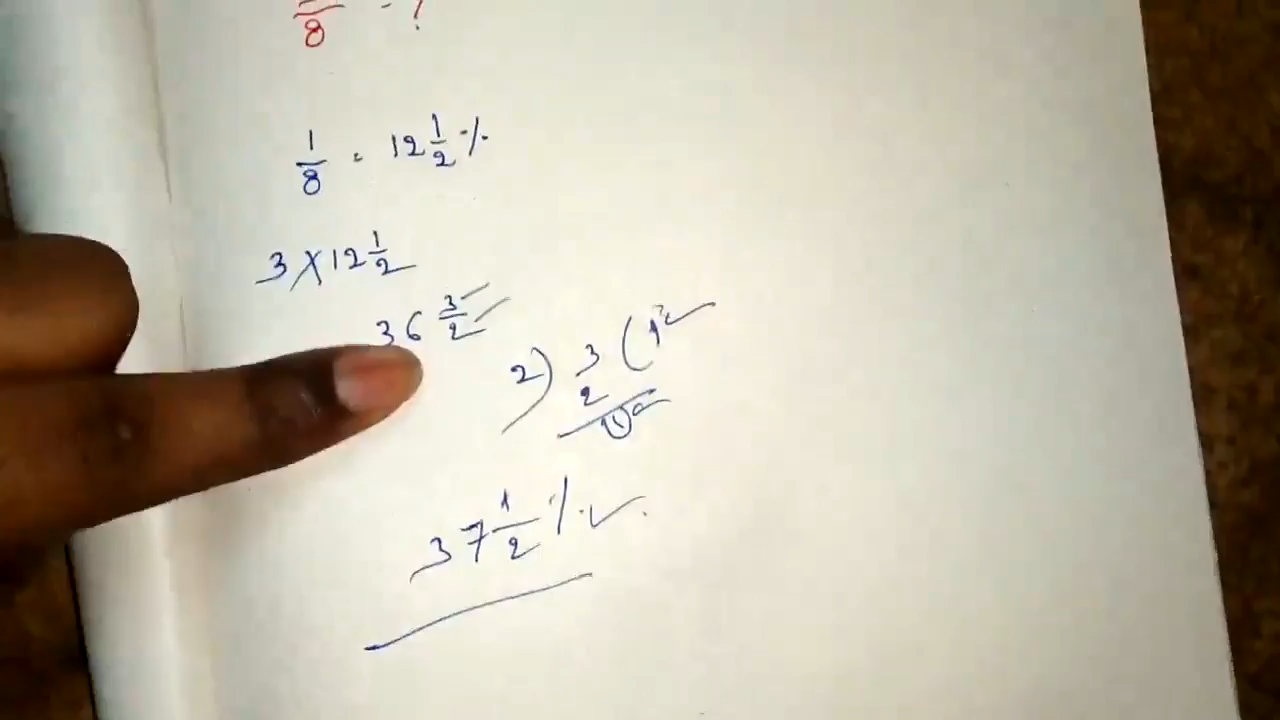 /8 = ?
1/8 = 12 1/2 %
3 X 12 1/2
36 3/2
2) 3 (1
2
1
37 1/2 %